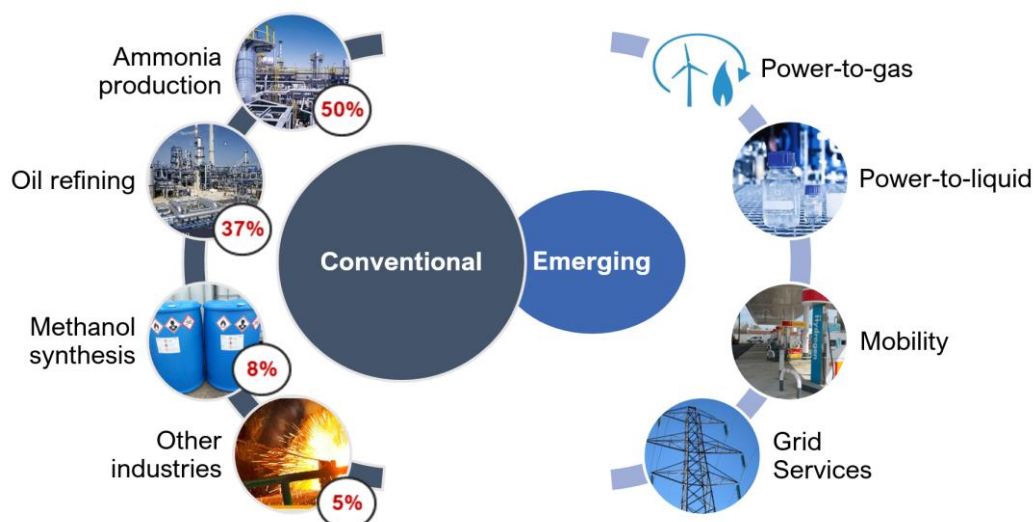 Ammonia
production
50%
Oil refining
37%
Methanol
synthesis
8%
Other
industries
5%
Conventional
Emerging
Power-to-gas
Power-to-liquid
Mobility
Hydrogen
Grid
Services